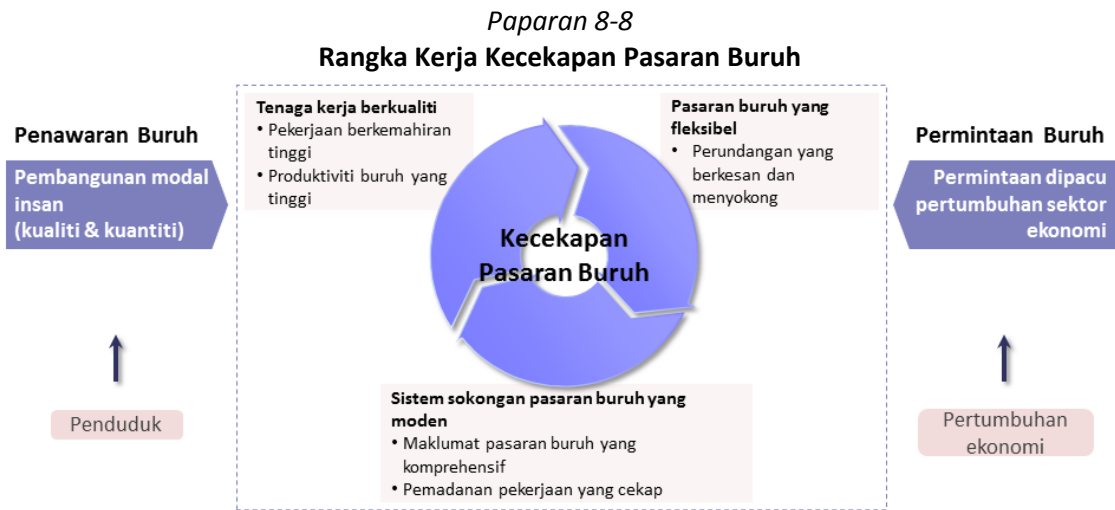 Paparan 8-8
Rangka Kerja Kecekapan Pasaran Buruh
Penawaran Buruh
Pembangunan modal
insan
(kualiti & kuantiti)
Penduduk
Tenaga kerja berkualiti
• Pekerjaan berkemahiran
tinggi
• Produktiviti buruh yang
tinggi
Pasaran buruh yang
fleksibel
• Perundangan yang
berkesan dan
menyokong
Kecekapan
Pasaran Buruh
Sistem sokongan pasaran buruh yang
moden
• Maklumat pasaran buruh yang
komprehensif
• Pemadanan pekerjaan yang cekap
Permintaan Buruh
Permintaan dipacu
pertumbuhan sektor
ekonomi
Pertumbuhan
ekonomi